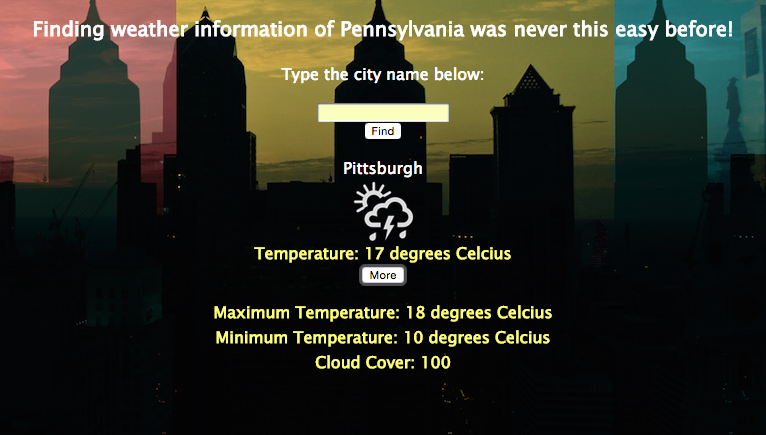 Finding weather information of Pennsylvania was never this easy before!
Type the city name below:
Find
Pittsburgh
Temperature: 17 degrees Celcius
More
Maximum Temperature: 18 degrees Celcius
Minimum Temperature: 10 degrees Celcius
Cloud Cover: 100